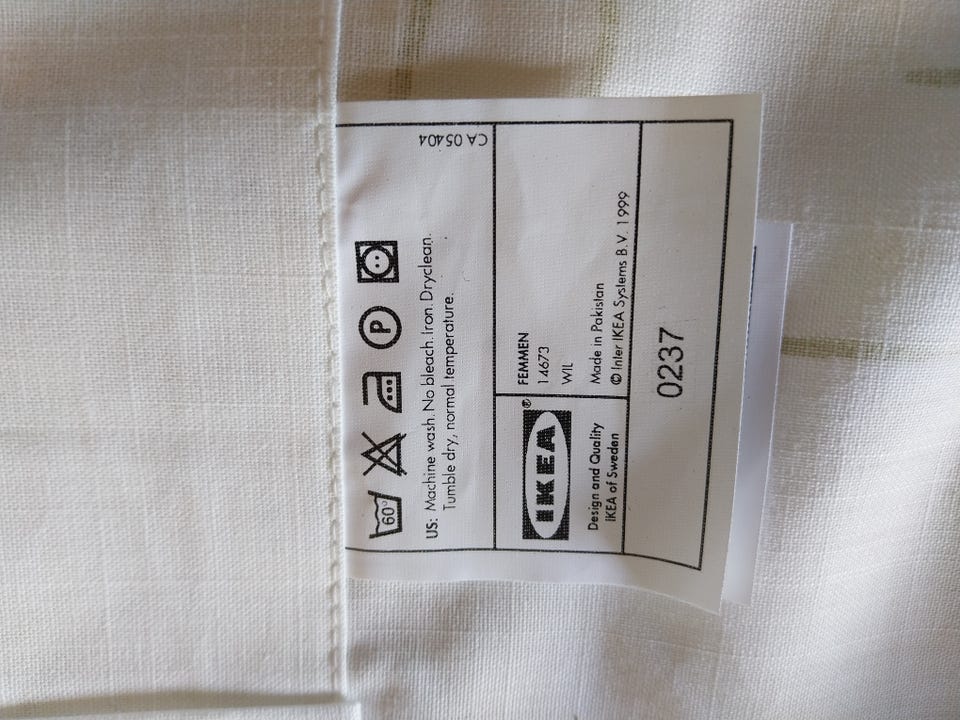 CA 05404
60°
P
US: Machine wash. No bleach. Iron. Dryclean.
Tumble dry, normal temperature.
IKEA®
Design and Quality
IKEA of Sweden
FEMMEN
14673
WIL
Made in Pakistan
© Inter IKEA Systems B.V. 1999
0237